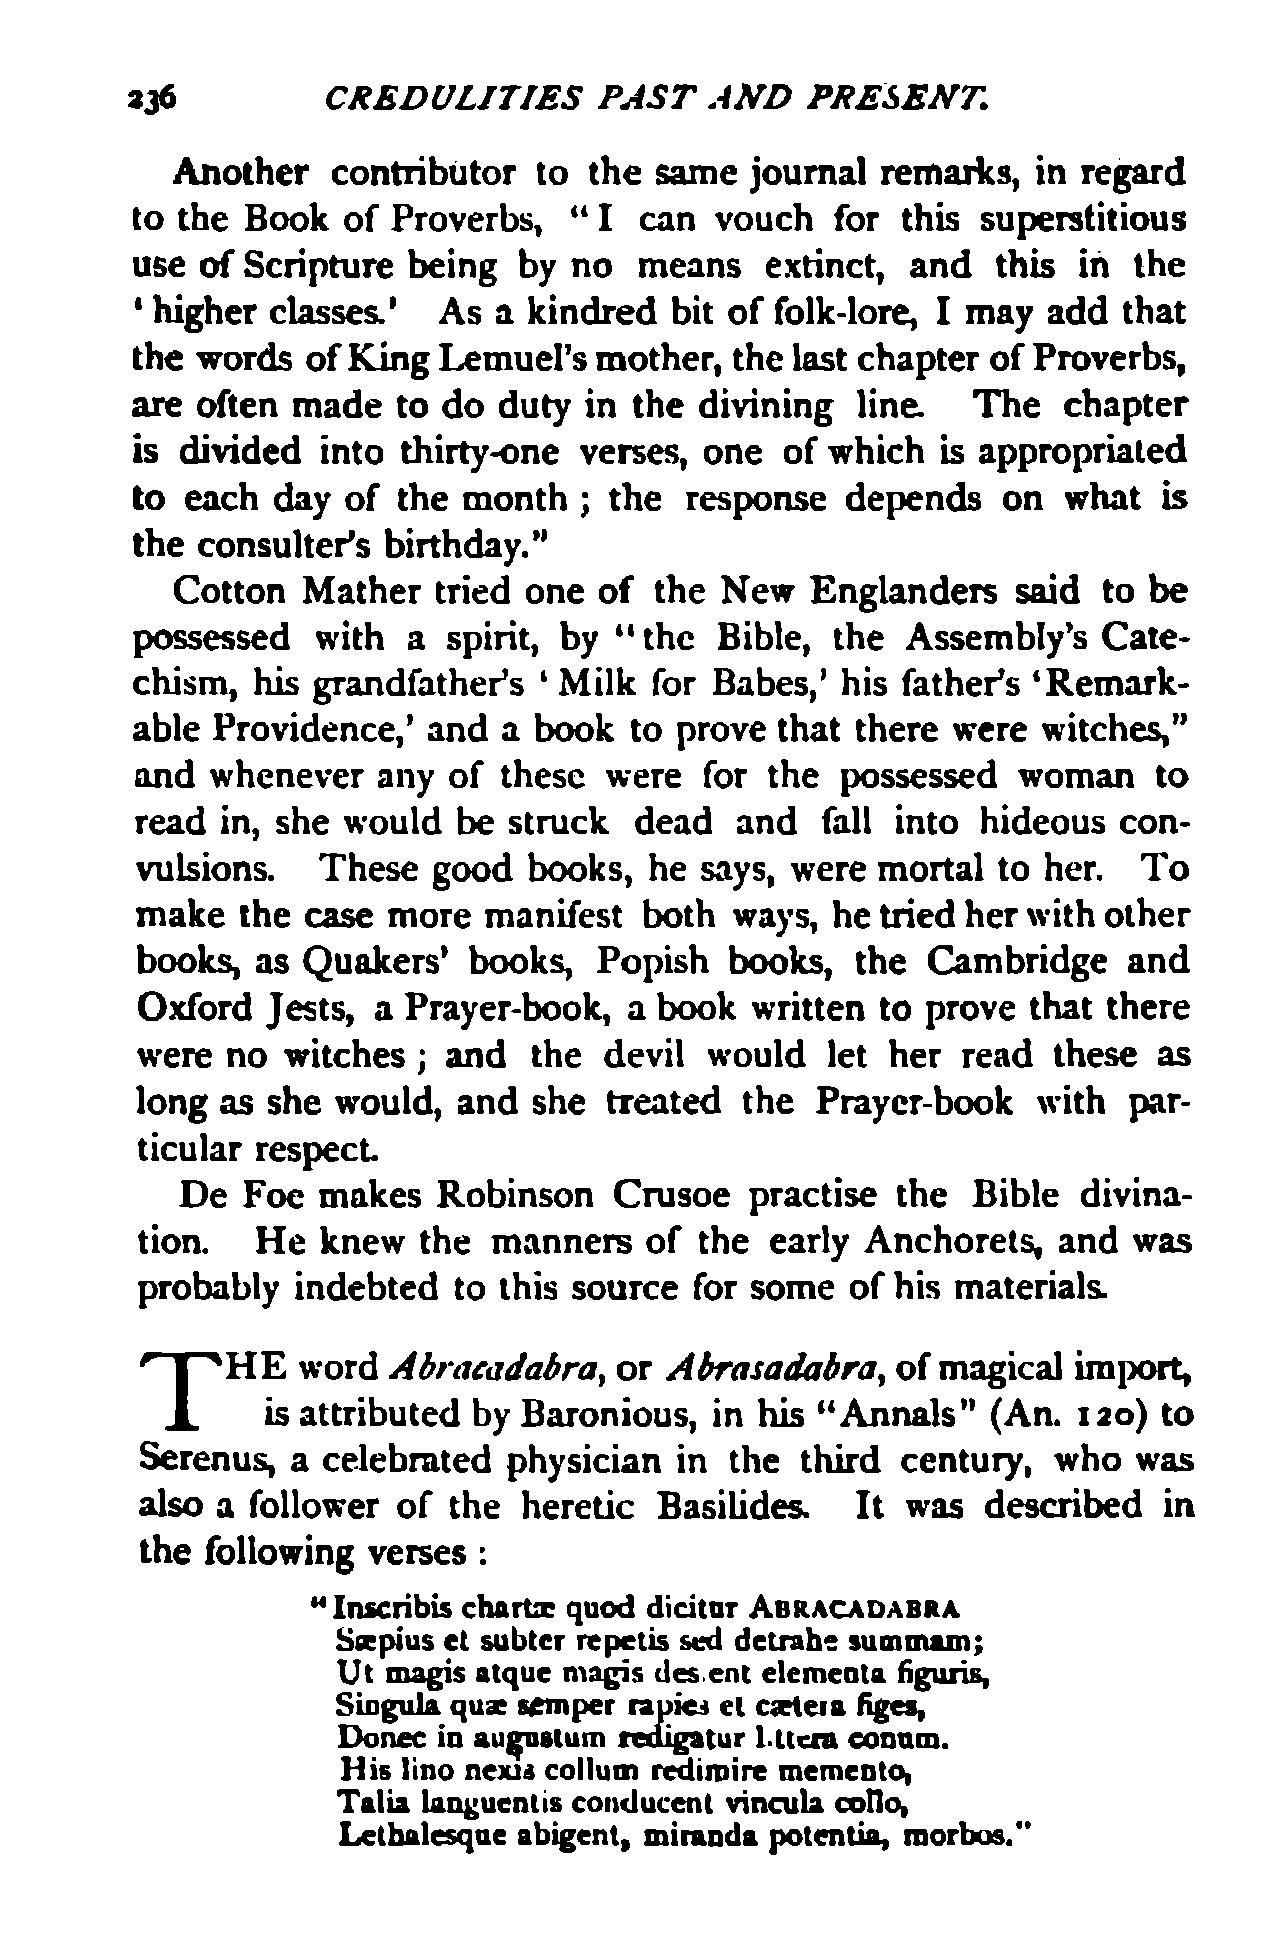 236 CREDULITIES PAST AND PRESENT.
Another contributor to the same journal remarks, in regard
to the Book of Proverbs, “I can vouch for this superstitious
use of Scripture being by no means extinct, and this in the
‘higher classes.’ As a kindred bit of folk-lore, I may add that
the words of King Lemuel’s mother, the last chapter of Proverbs,
are often made to do duty in the divining line. The chapter
is divided into thirty-one verses, one of which is appropriated
to each day of the month ; the response depends on what is
the consulter’s birthday.”
Cotton Mather tried one of the New Englanders said to be
possessed with a spirit, by “the Bible, the Assembly’s Cate-
chism, his grandfather’s ‘Milk for Babes,’ his father’s ‘Remark-
able Providence,’ and a book to prove that there were witches,”
and whenever any of these were for the possessed woman to
read in, she would be struck dead and fall into hideous con-
vulsions. These good books, he says, were mortal to her. To
make the case more manifest both ways, he tried her with other
books, as Quakers’ books, Popish books, the Cambridge and
Oxford Jests, a Prayer-book, a book written to prove that there
were no witches ; and the devil would let her read these as
long as she would, and she treated the Prayer-book with par-
ticular respect.
De Foe makes Robinson Crusoe practise the Bible divina-
tion. He knew the manners of the early Anchorets, and was
probably indebted to this source for some of his materials.
THE word Abracadabra, or Abrasadabra, of magical import,
is attributed by Baronious, in his “Annals” (An. 120) to
Serenus, a celebrated physician in the third century, who was
also a follower of the heretic Basilides. It was described in
the following verses :
“Inscribis chartæ quod dicitur ABRACADABRA
Sæpius et subter repetis sed detrahe summam;
Ut magis atque magis des.ent elementa figuris,
Singula quæ semper rapies et cætera figes,
Donec in augustum redigatur littera conum.
His lino nexis collum redimire memento,
Talia languentis conducent vincula collo,
Lethalesque abigent, miranda potentia, morbos.”